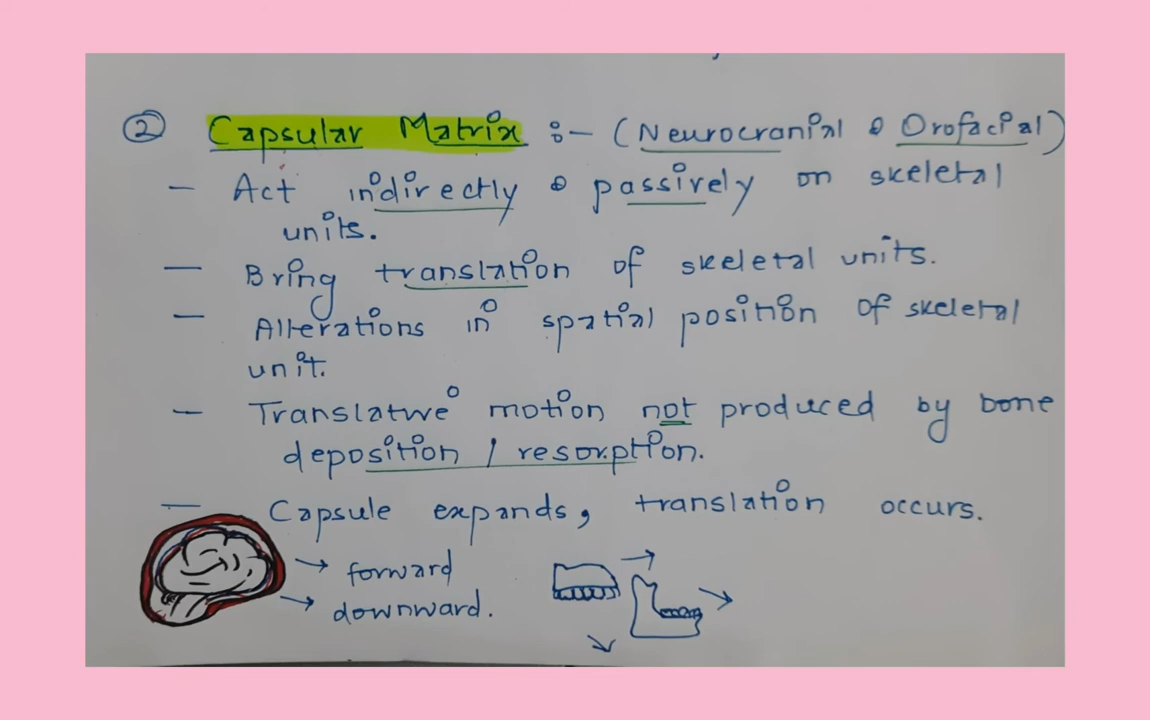 ② Capsular Matrix :- (Neurocranial & Orofacial)
- Act indirectly & passively on skeletal
units.
- Bring translation of skeletal units.
- Alterations in spatial position of skeletal
unit.
- Translative motion not produced by bone
deposition / resorption.
- Capsule expands, translation occurs.
→ forward
→ downward.